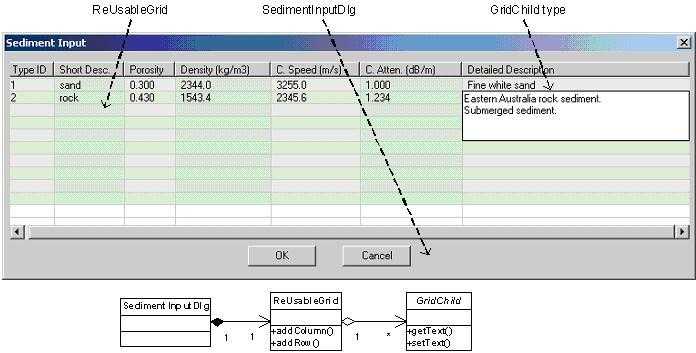 ReUsableGrid SedimentInputDlg GridChild type
Sediment Input
Type ID Short Desc. Porosity Density (kg/m3) C. Speed (m/s) C. Atten. (dB/m) Detailed Description
1 sand 0.300 2344.0 3255.0 1.000 Fine white sand
2 rock 0.430 1543.4 2345.6 1.234 Eastern Australia rock sediment.
Submerged sediment.
OK Cancel
Sediment Input Dlg ReUsableGrid GridChild
1 1 1 *
+addColumn() +getText()
+addRow() +setText()